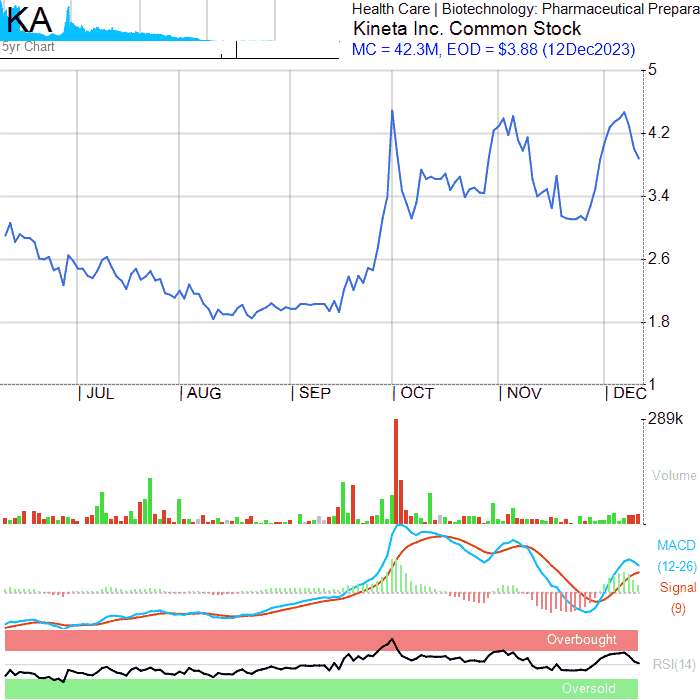 KA
5yr Chart
Health Care | Biotechnology: Pharmaceutical Prepara
Kineta Inc. Common Stock
MC = 42.3M, EOD = $3.88 (12Dec2023)
5
4.2
3.4
2.6
1.8
1
| JUL | AUG | SEP | OCT | NOV | DEC
289k
Volume
MACD
(12-26)
Signal
(9)
Overbought
RSI(14)
Oversold